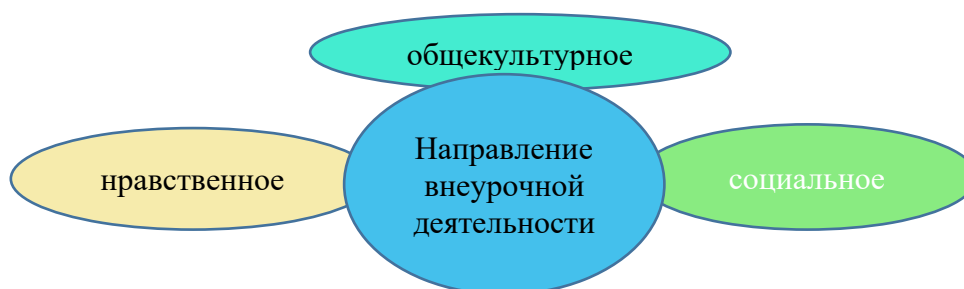 общекультурное
Направление
внеурочной
деятельности
нравственное
социальное